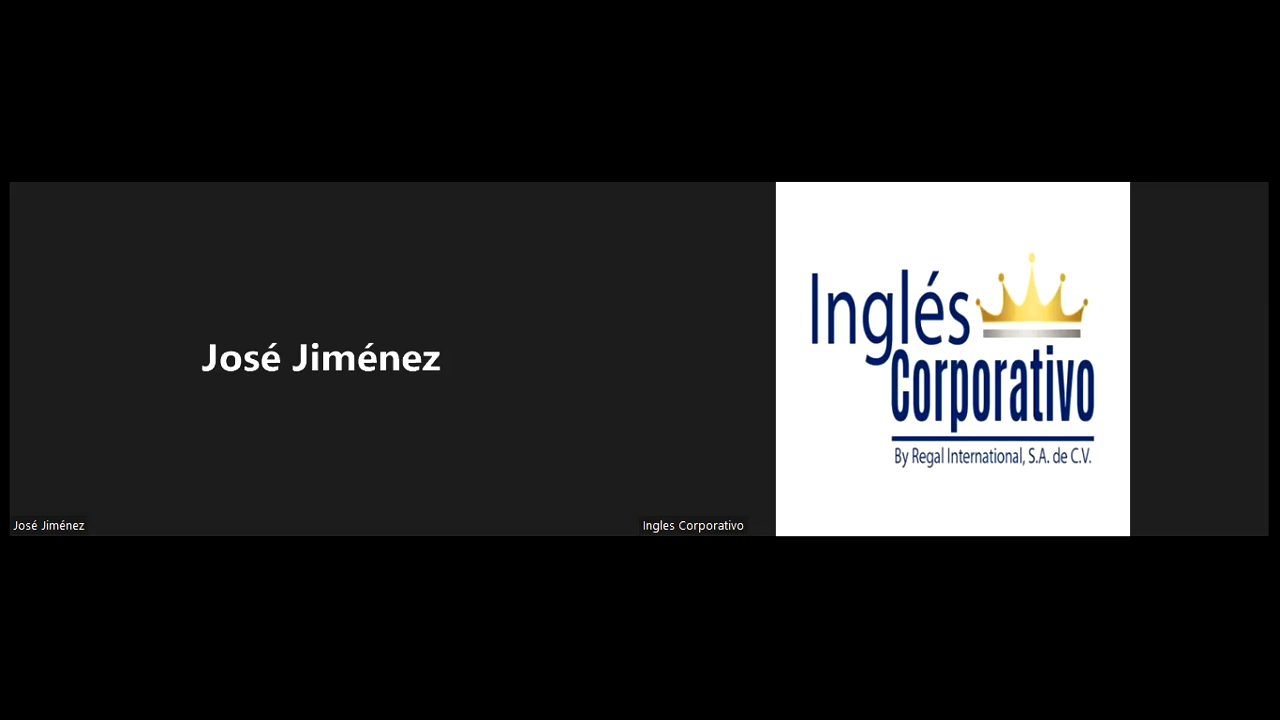 José Jiménez
José Jiménez
Ingles Corporativo
Inglés
Corporativo
By Regal International, S.A. de C.V.